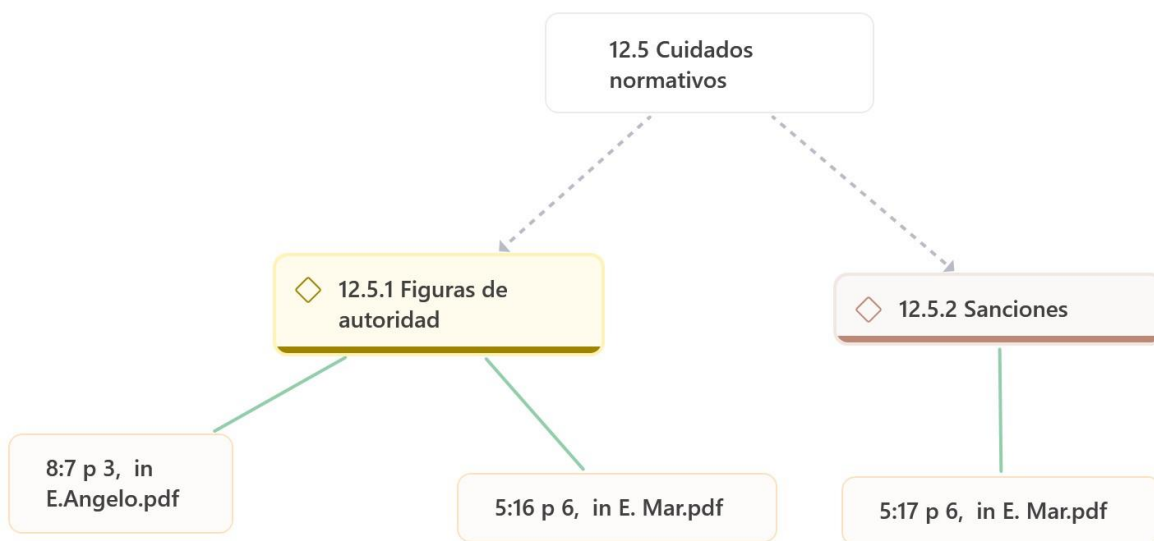 12.5 Cuidados
normativos
12.5.1 Figuras de
autoridad
12.5.2 Sanciones
8:7 p 3, in
E.Angelo.pdf
5:16 p 6, in E. Mar.pdf
5:17 p 6, in E. Mar.pdf